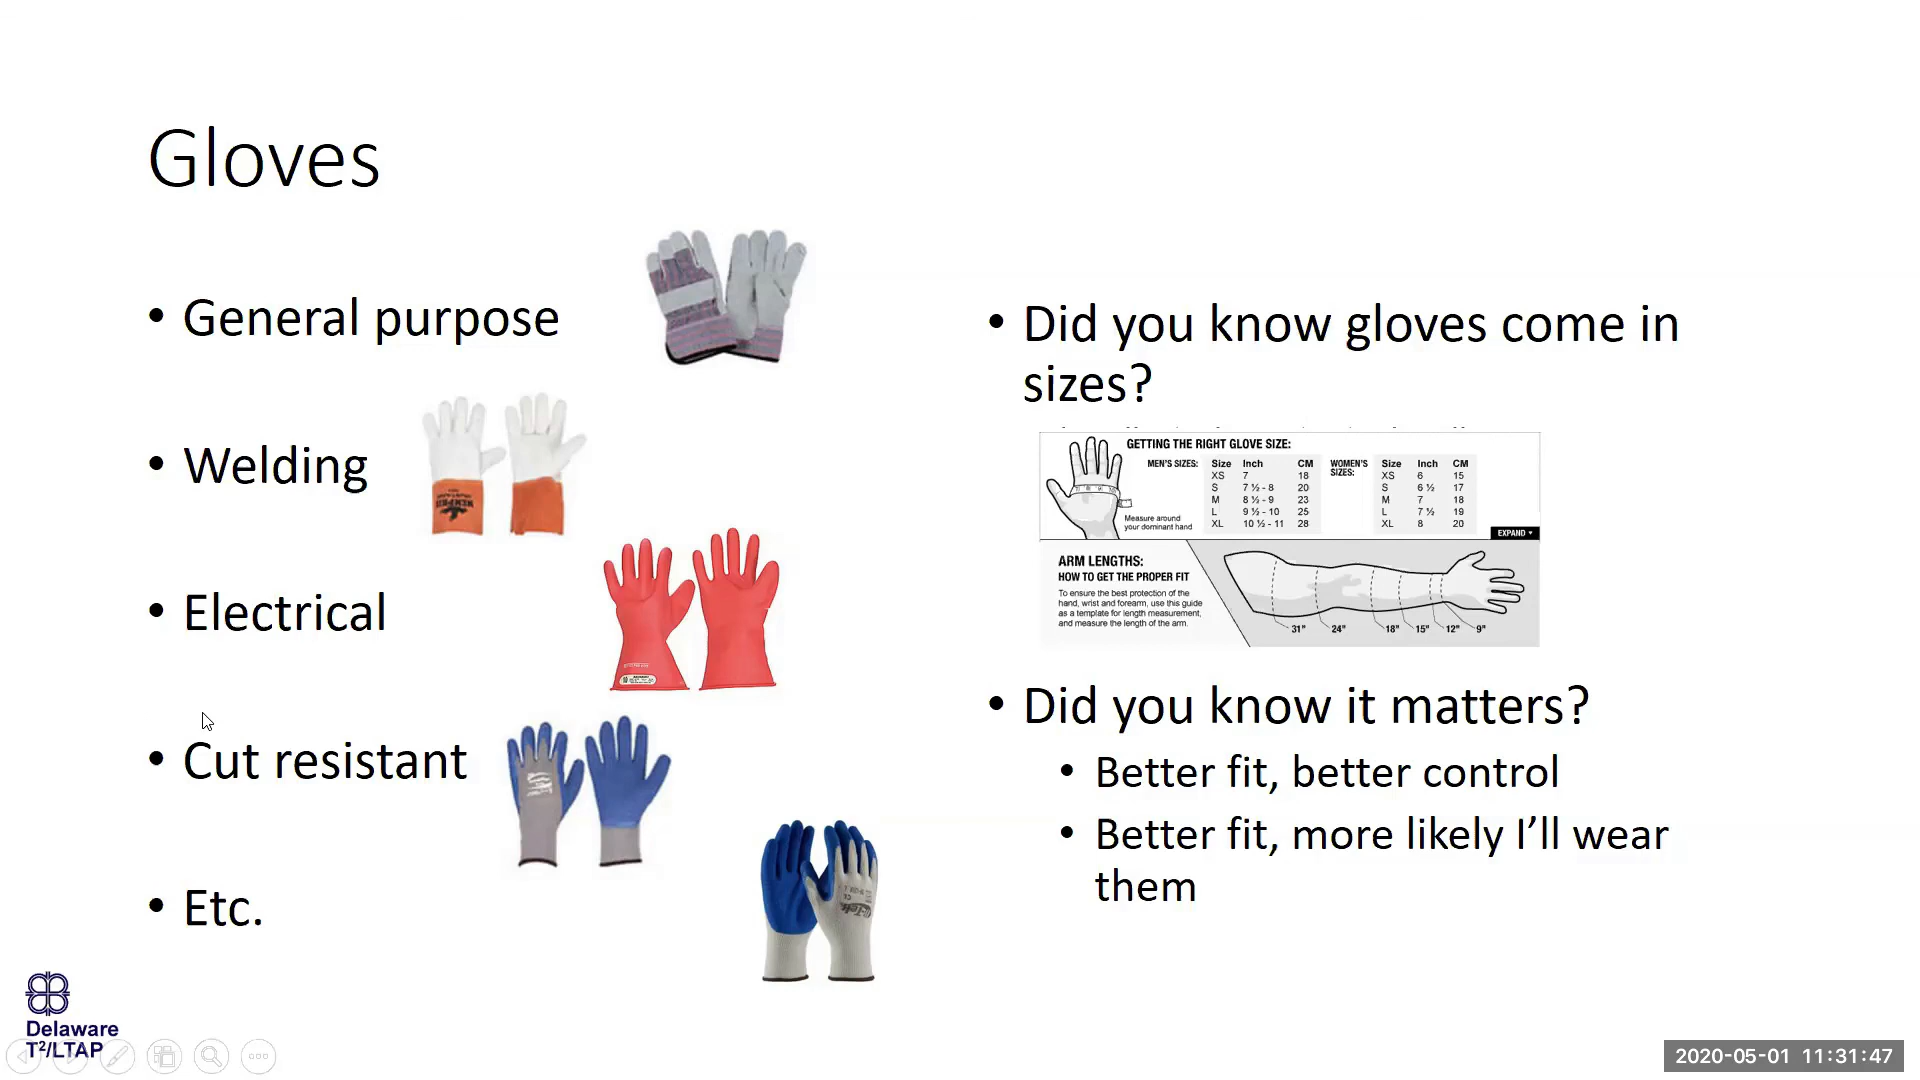 Gloves
• General purpose
• Welding
• Electrical
• Cut resistant
• Etc.
• Did you know gloves come in
sizes?
GETTING THE RIGHT GLOVE SIZE:
MEN'S SIZES:
Size Inch CM
XS 7 18
S 7 ½ - 8 20
M 8 ½ - 9 23
L 9 ½ - 10 25
XL 10 ½ - 11 28
WOMEN'S
SIZES:
Size Inch CM
XS 6 15
S 6 ½ 17
M 7 18
L 7 ½ 19
XL 8 20
Measure around
your dominant hand
EXPAND
ARM LENGTHS:
HOW TO GET THE PROPER FIT
To ensure the best protection of the
hand, wrist and forearm, use this guide
as a template for length measurement,
and measure the length of the arm.
31" 24" 18" 15" 12" 9"
• Did you know it matters?
• Better fit, better control
• Better fit, more likely I’ll wear
them
Delaware
T²/LTAP
2020-05-01 11:31:47